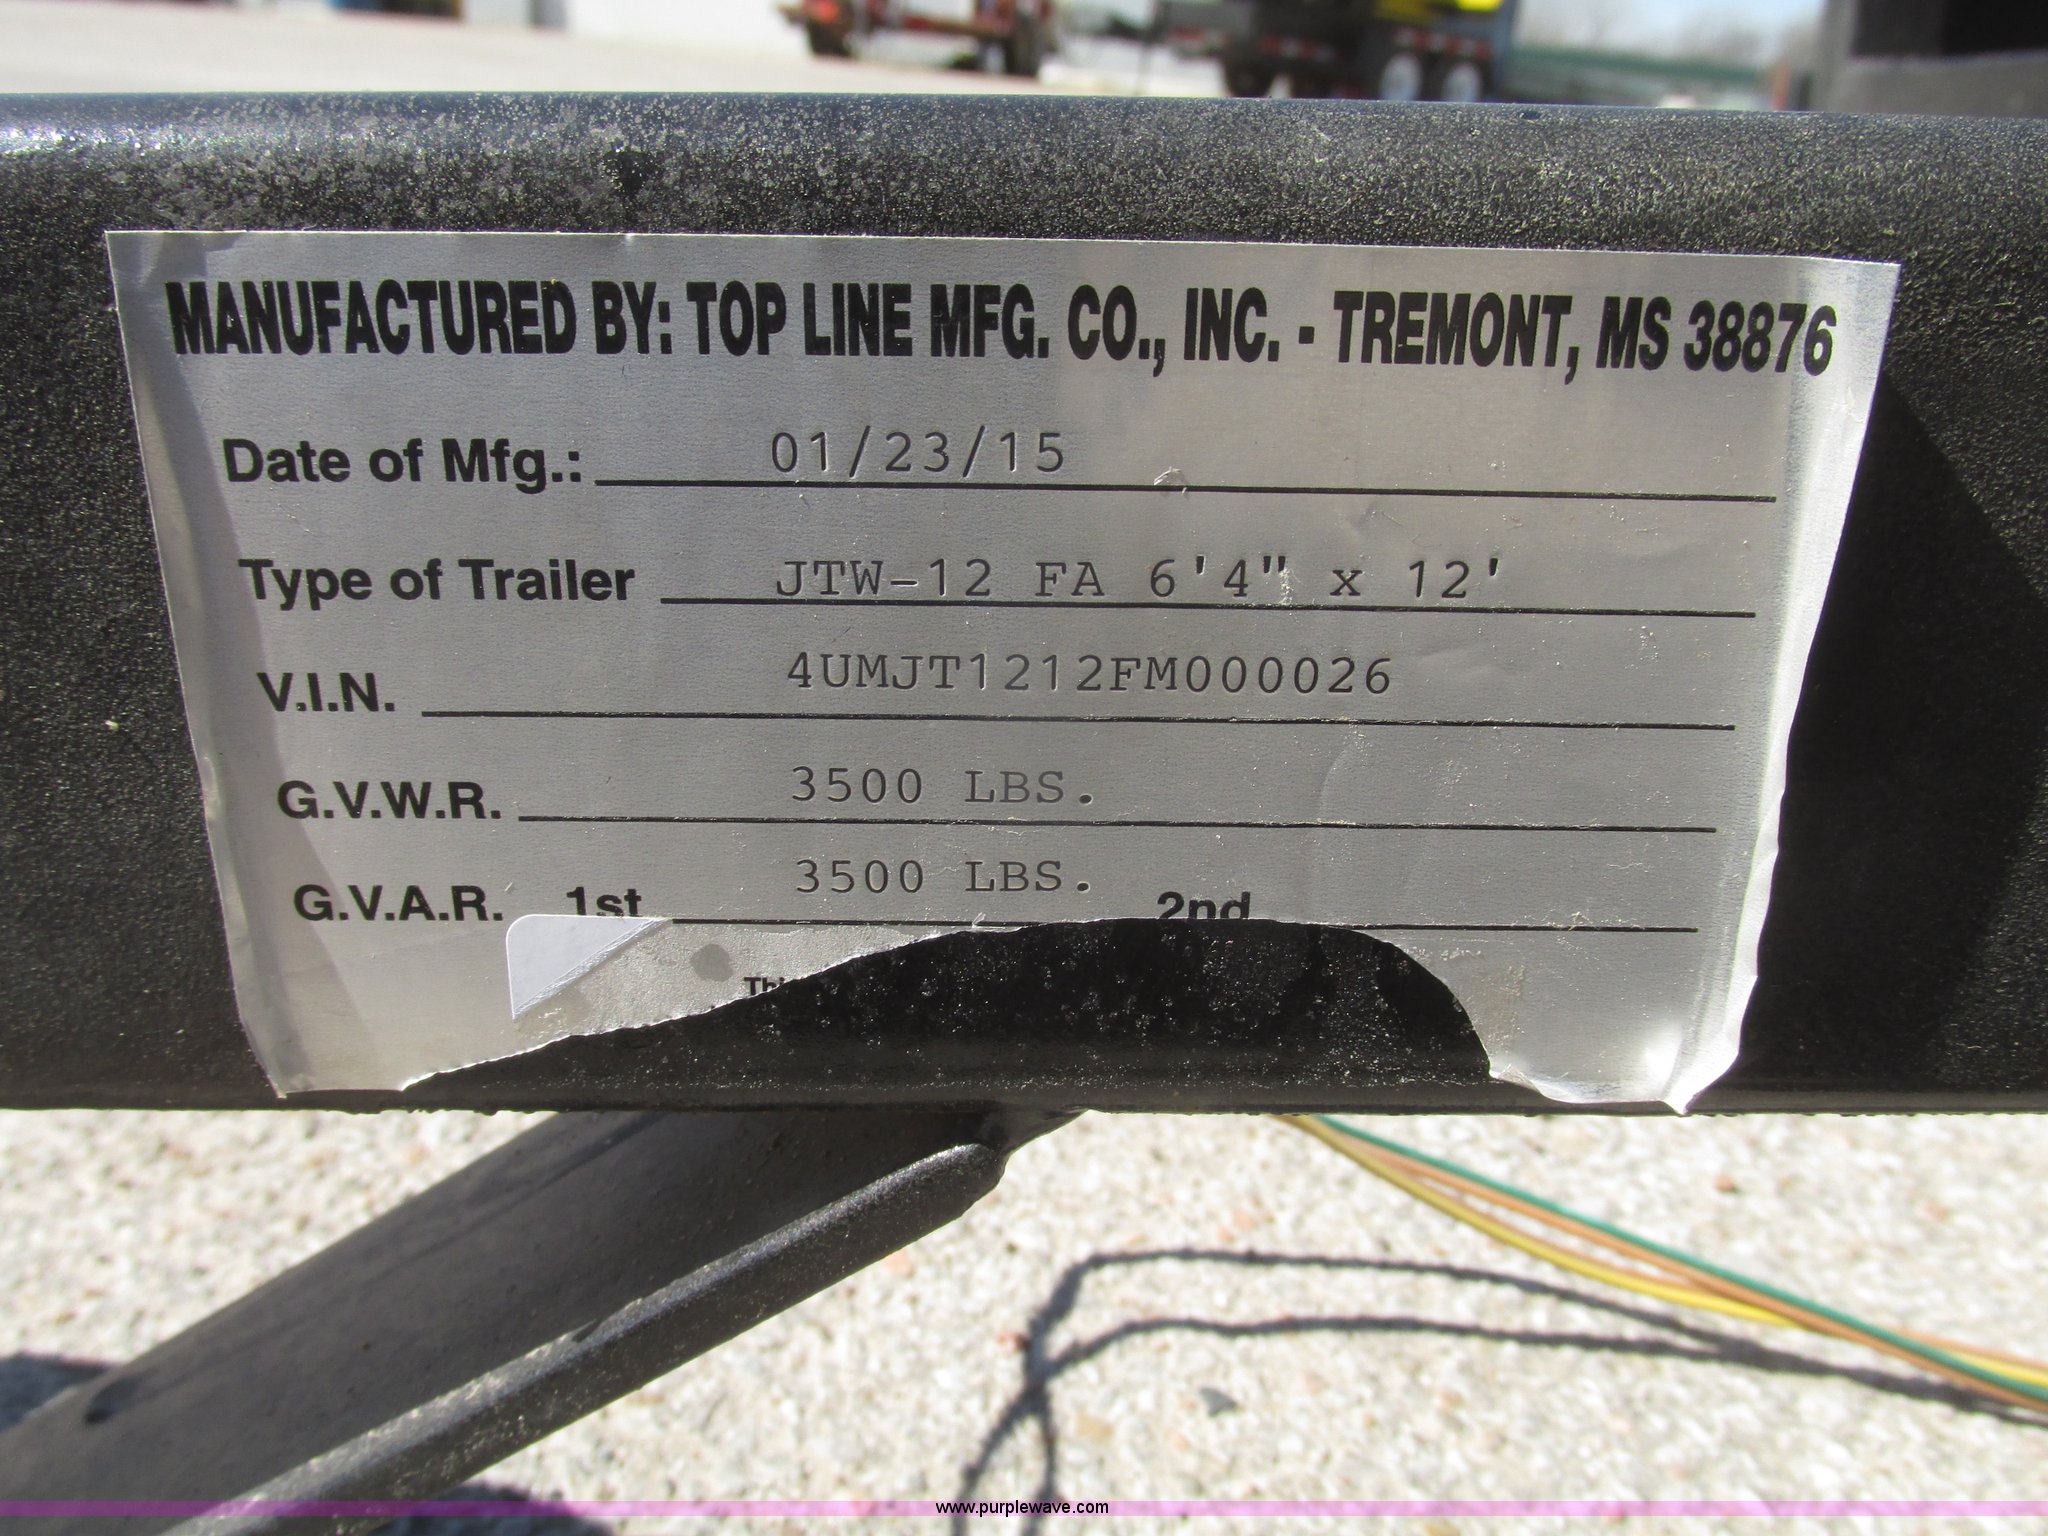 MANUFACTURED BY: TOP LINE MFG. CO., INC. - TREMONT, MS 38876
Date of Mfg.: 01/23/15
Type of Trailer JTW-12 FA 6'4" x 12'
V.I.N. 4UMJT1212FM000026
G.V.W.R. 3500 LBS.
G.V.A.R. 1st 3500 LBS. 2nd
www.purplewave.com